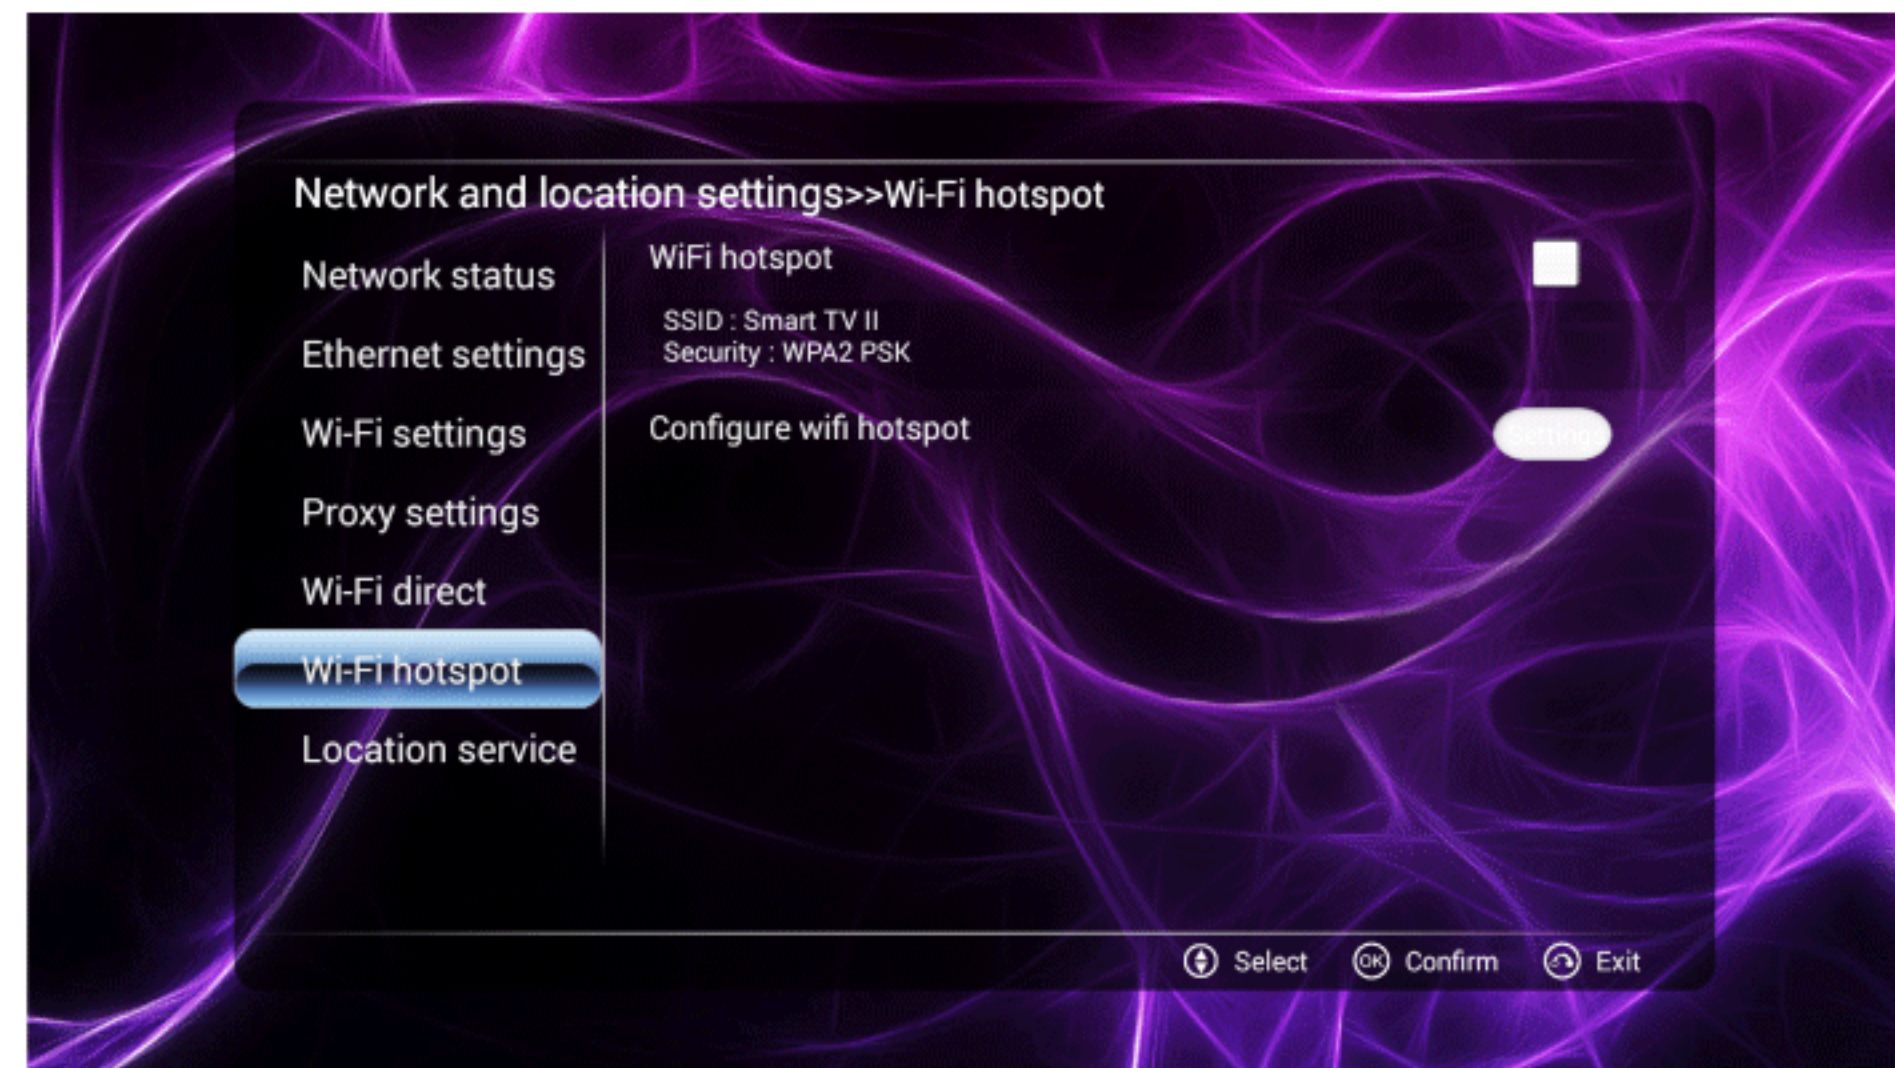 Network and location settings>>Wi-Fi hotspot
Network status
Ethernet settings
Wi-Fi settings
Proxy settings
Wi-Fi direct
Wi-Fi hotspot
Location service
WiFi hotspot
SSID : Smart TV II
Security : WPA2 PSK
Configure wifi hotspot
Settings
Select
OK Confirm
Exit